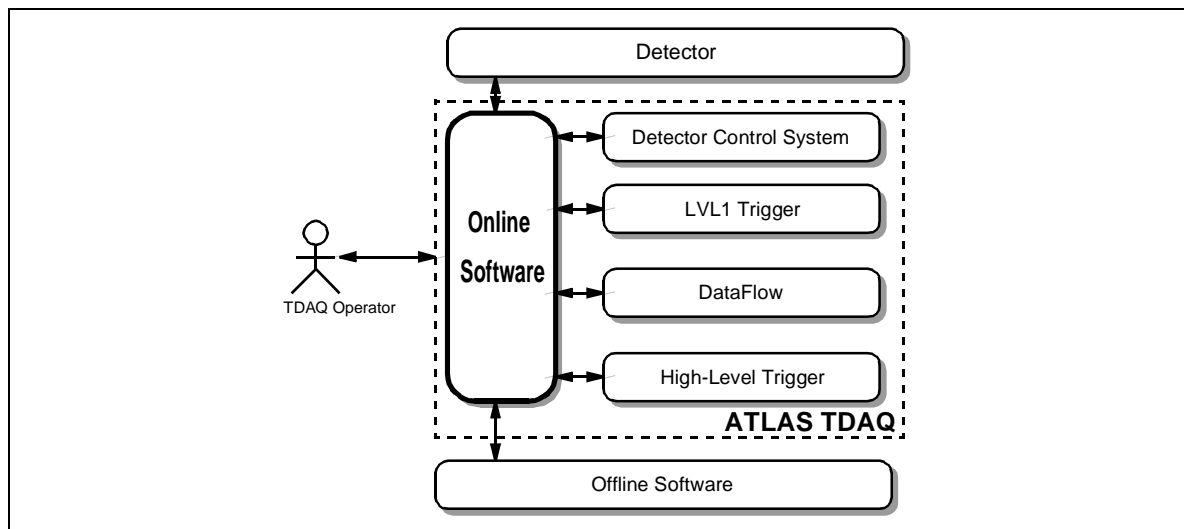 Detector
Detector Control System
LVL1 Trigger
Online
Software
TDAQ Operator
DataFlow
High-Level Trigger
ATLAS TDAQ
Offline Software